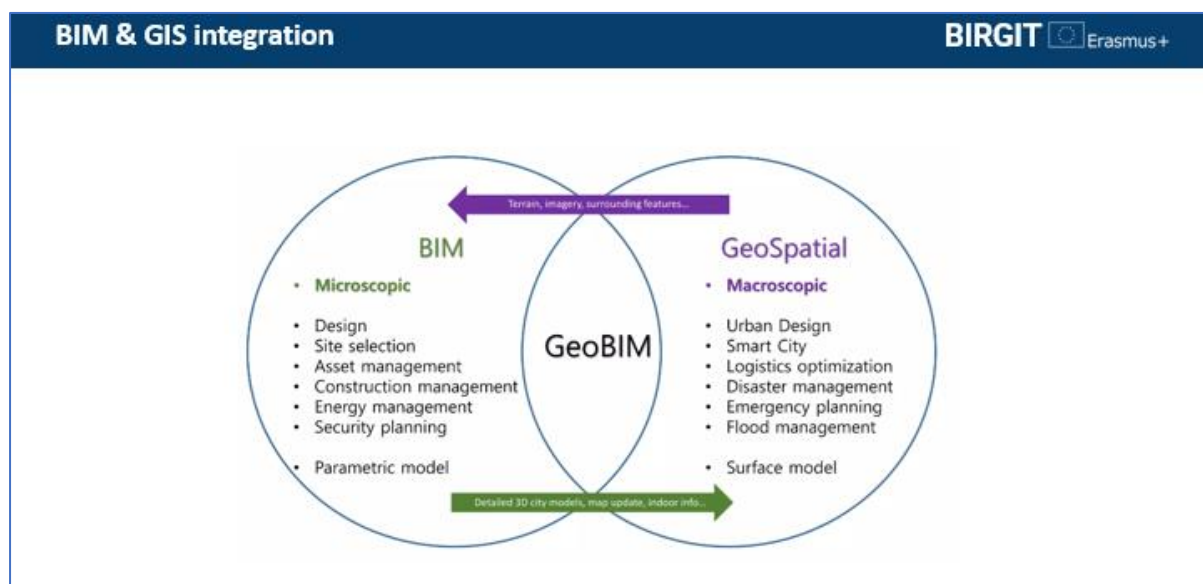 BIM & GIS integration
BIRGIT Erasmus+
Terrain, imagery, surrounding features...
BIM
• Microscopic
• Design
• Site selection
• Asset management
• Construction management
• Energy management
• Security planning
• Parametric model
GeoBIM
GeoSpatial
• Macroscopic
• Urban Design
• Smart City
• Logistics optimization
• Disaster management
• Emergency planning
• Flood management
• Surface model
Detailed 3D city models, map update, indoor info...